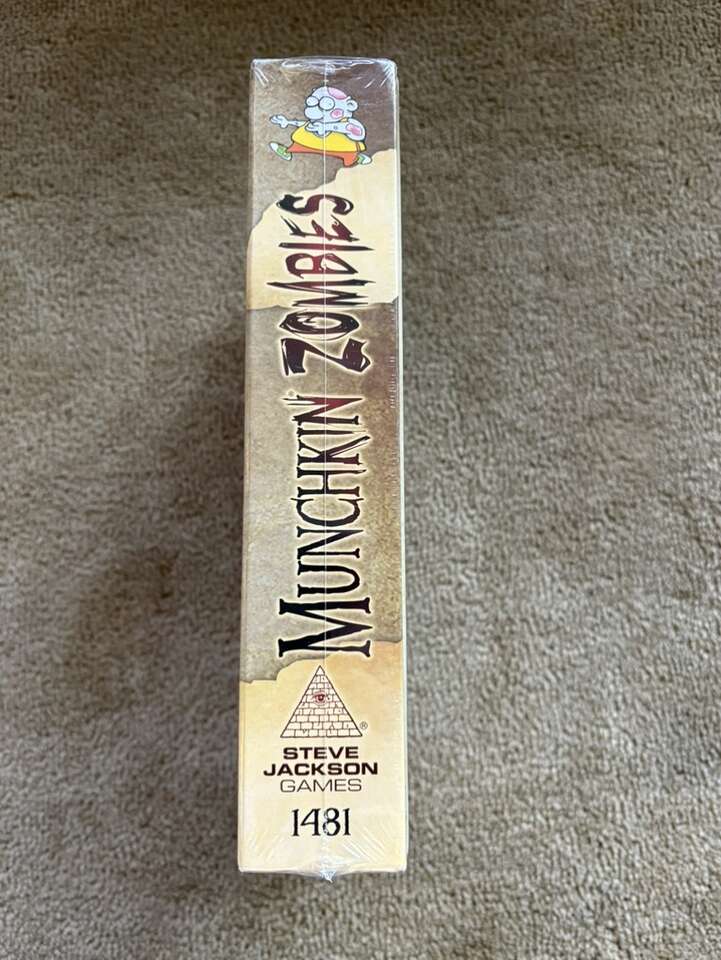 MUNCHKIN ZOMBIES
®
STEVE
JACKSON
GAMES
1481